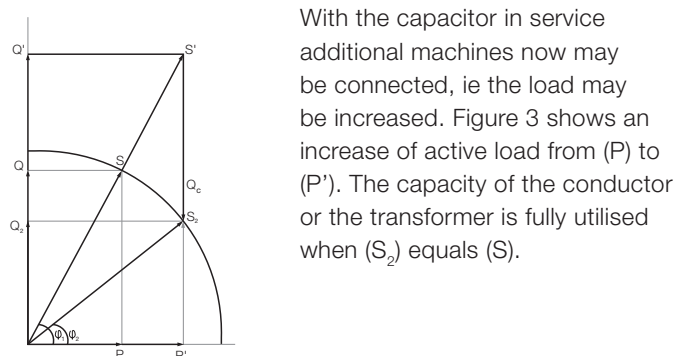 Q'
S'
Q
S
Q꜀
S₂
Q₂
φ₁ φ₂
P
P'
With the capacitor in service
additional machines now may
be connected, ie the load may
be increased. Figure 3 shows an
increase of active load from (P) to
(P'). The capacity of the conductor
or the transformer is fully utilised
when (S₂) equals (S).